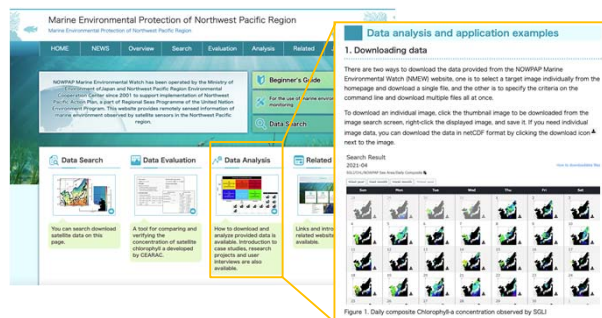 Marine Environmental Protection of Northwest Pacific Region
Marine Environmental Protection of Northwest Pacific Region
HOME NEWS Overview Search Evaluation Analysis Related
NOWPAP Marine Environmental Watch has been operated by the Ministry of
Environment of Japan and Northwest Pacific Region Environmental
Cooperation Center since 2001 to support implementation of Northwest
Pacific Action Plan, a part of Regional Seas Programme of the United Nation
Environment Program. This website provides remotely sensed information of
marine environment observed by satellite sensors in the Northwest Pacific
region.
Beginner's Guide
For the use of marine environ
monitoring
Data Search
Data Search
You can search download
satellite data on this
page.
Data Evaluation
A tool for comparing and
verifying the
concentration of satellite
chlorophyll a developed
by CEARAC.
Data Analysis
How to download and
analyze provided data is
available. Introduction to
case studies, research
projects and user
interviews are also
available.
Related
Links and intro
related website
available.
Data analysis and application examples
1. Downloading data
There are two ways to download the data provided from the NOWPAP Marine
Environmental Watch (NMEW) website, one is to select a target image individually from the
homepage and download a single file, and the other is to specify the criteria on the
command line and download multiple files all at once.
To download an individual image, click the thumbnail image to be downloaded from the
image search screen, right-click the displayed image, and save it. If you need individual
image data, you can download the data in netCDF format by clicking the download icon
next to the image.
Search Result
2021-04
Sun Mon Tue Wed Thu Fri Sat
Figure 1. Daily composite Chlorophyll-a concentration observed by SGLI